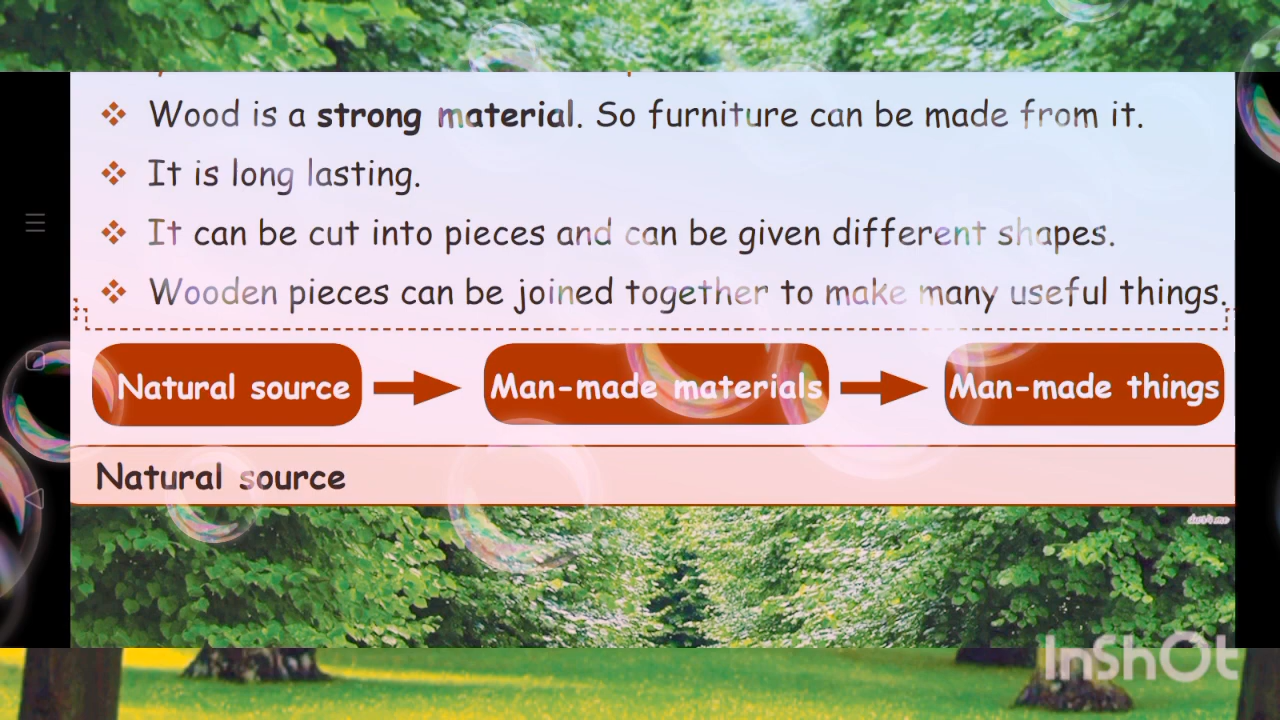 ❖ Wood is a strong material. So furniture can be made from it.
❖ It is long lasting.
❖ It can be cut into pieces and can be given different shapes.
❖ Wooden pieces can be joined together to make many useful things.
Natural source
Man-made materials
Man-made things
Natural source
InShOt